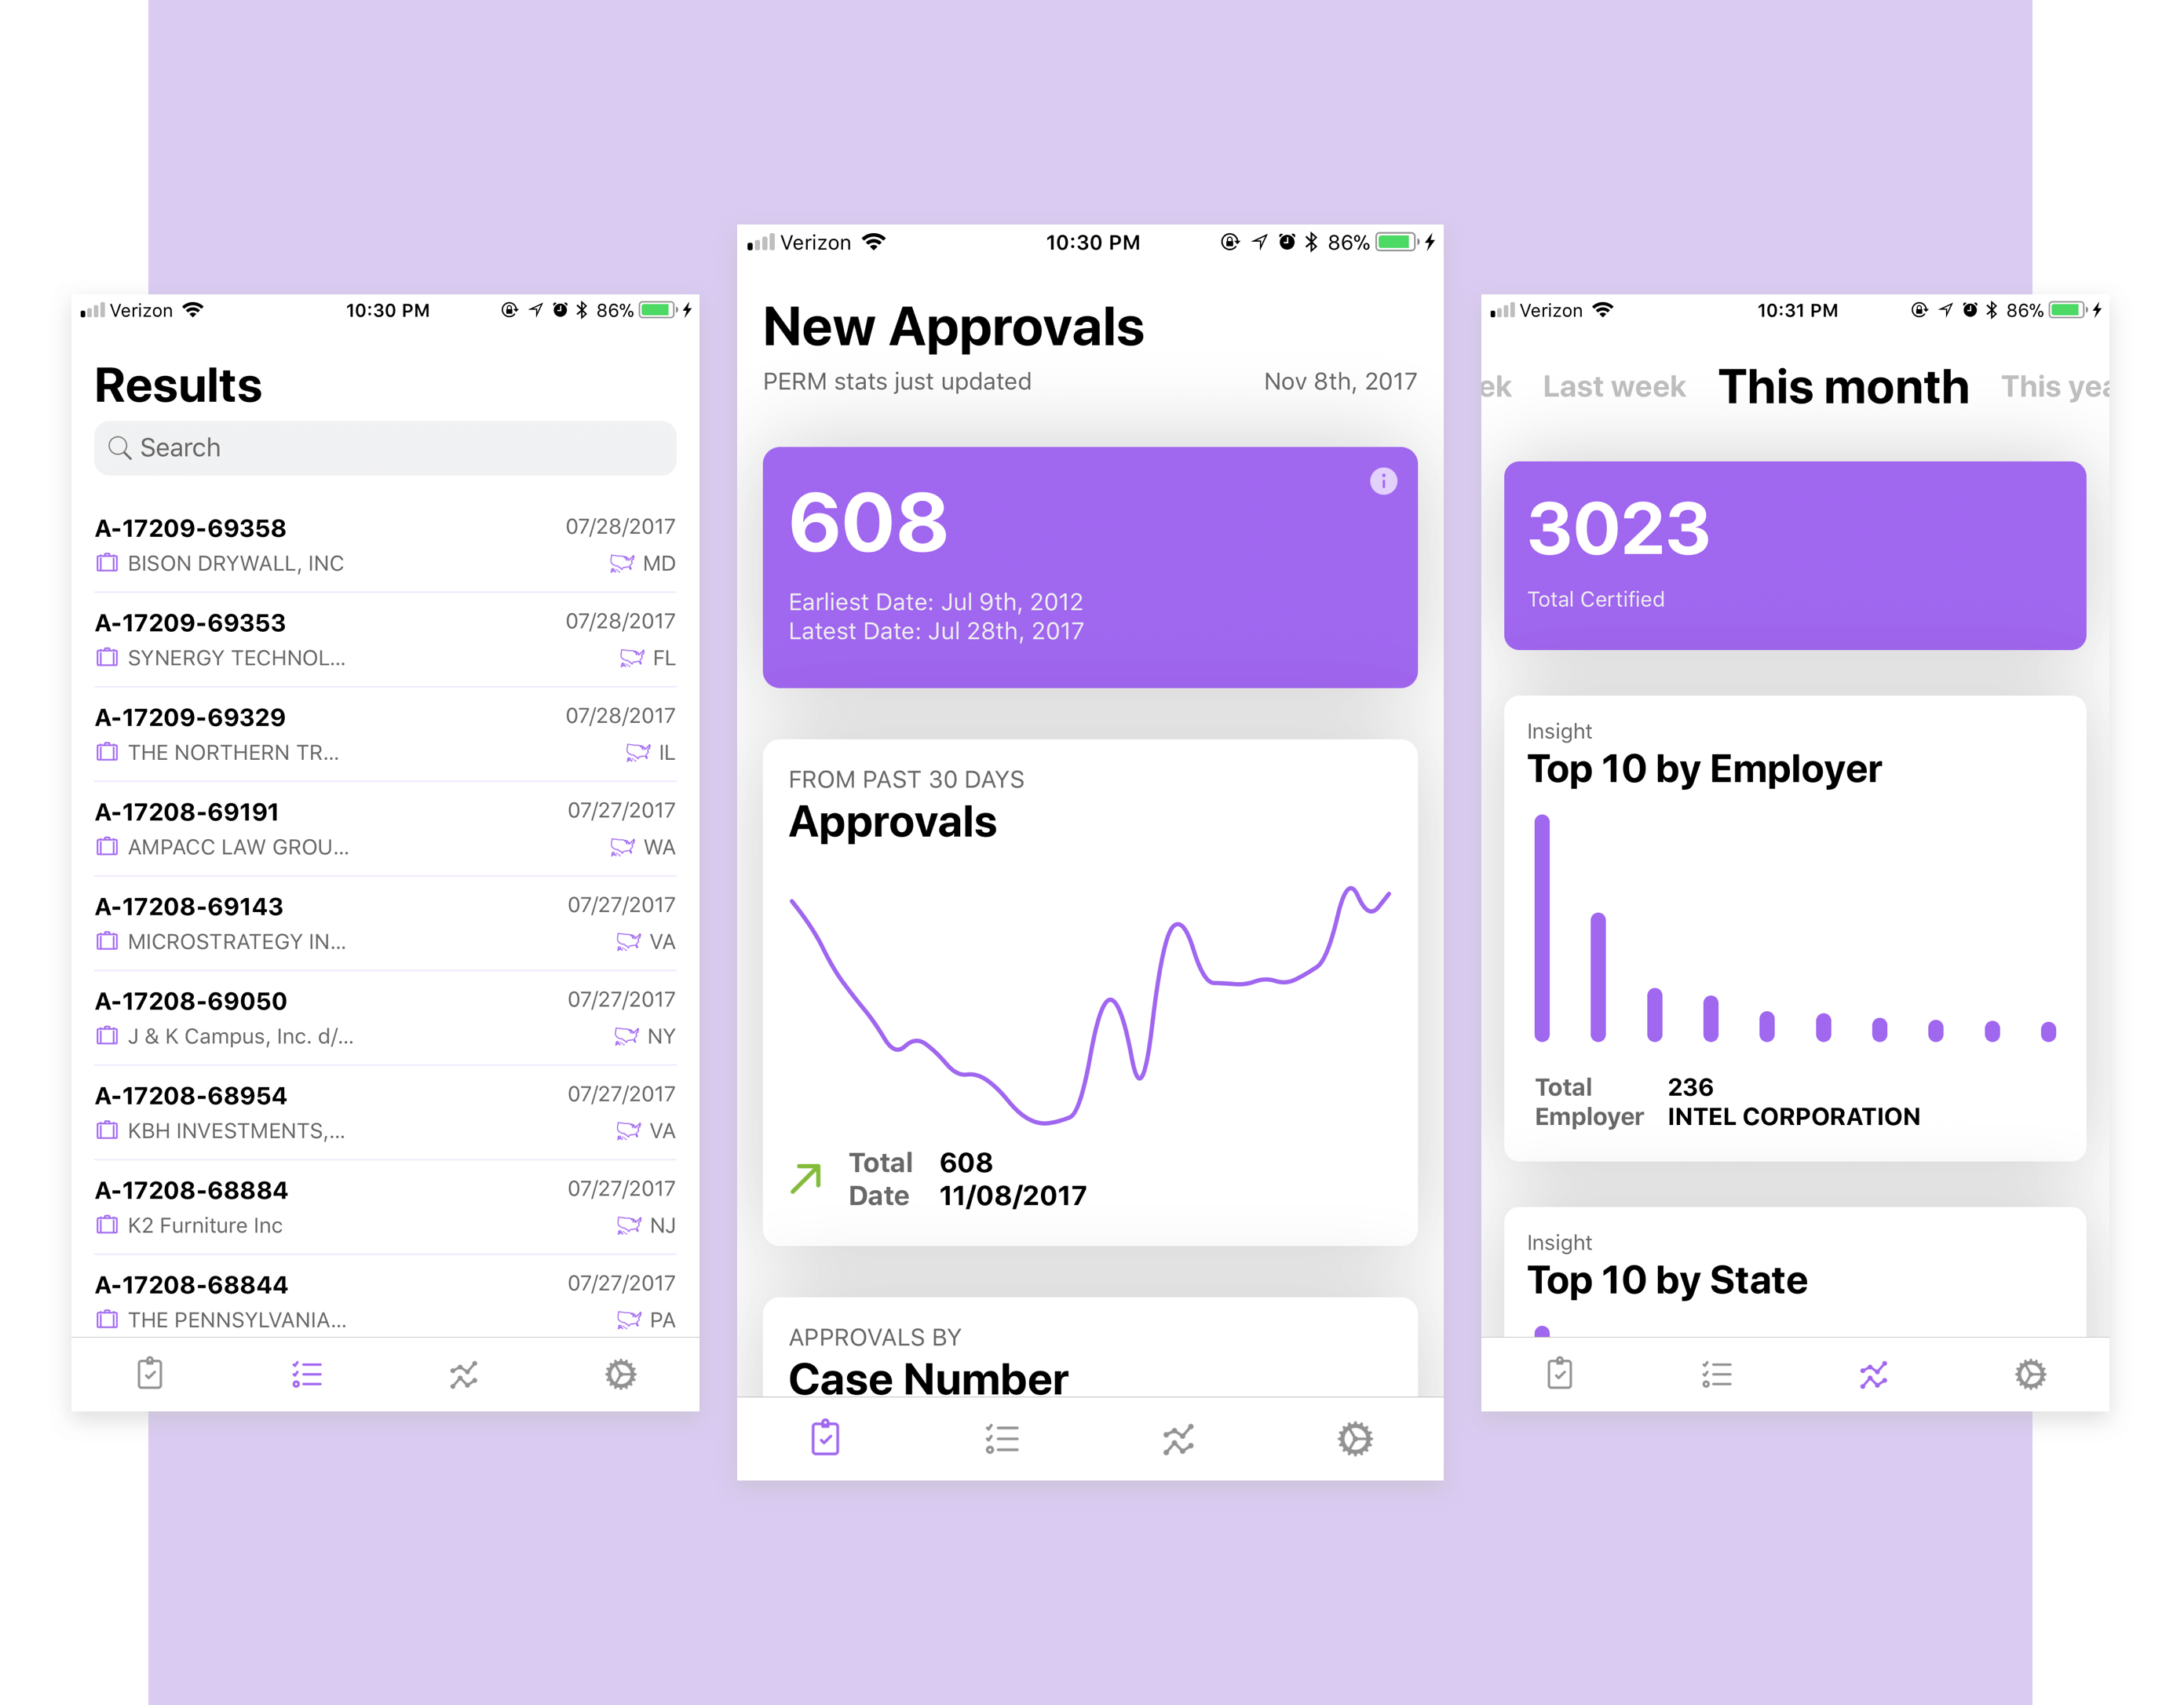 Verizon 10:30 PM 86%
Results
Search
A-17209-69358 07/28/2017
BISON DRYWALL, INC MD
A-17209-69353 07/28/2017
SYNERGY TECHNOL... FL
A-17209-69329 07/28/2017
THE NORTHERN TR... IL
A-17208-69191 07/27/2017
AMPACC LAW GROU... WA
A-17208-69143 07/27/2017
MICROSTRATEGY IN... VA
A-17208-69050 07/27/2017
J & K Campus, Inc. d/... NY
A-17208-68954 07/27/2017
KBH INVESTMENTS,... VA
A-17208-68884 07/27/2017
K2 Furniture Inc NJ
A-17208-68844 07/27/2017
THE PENNSYLVANIA... PA
Verizon 10:30 PM 86%
New Approvals
PERM stats just updated Nov 8th, 2017
608
Earliest Date: Jul 9th, 2012
Latest Date: Jul 28th, 2017
FROM PAST 30 DAYS
Approvals
Total 608
Date 11/08/2017
APPROVALS BY
Case Number
Verizon 10:31 PM 86%
ek Last week This month This yea
3023
Total Certified
Insight
Top 10 by Employer
Total 236
Employer INTEL CORPORATION
Insight
Top 10 by State